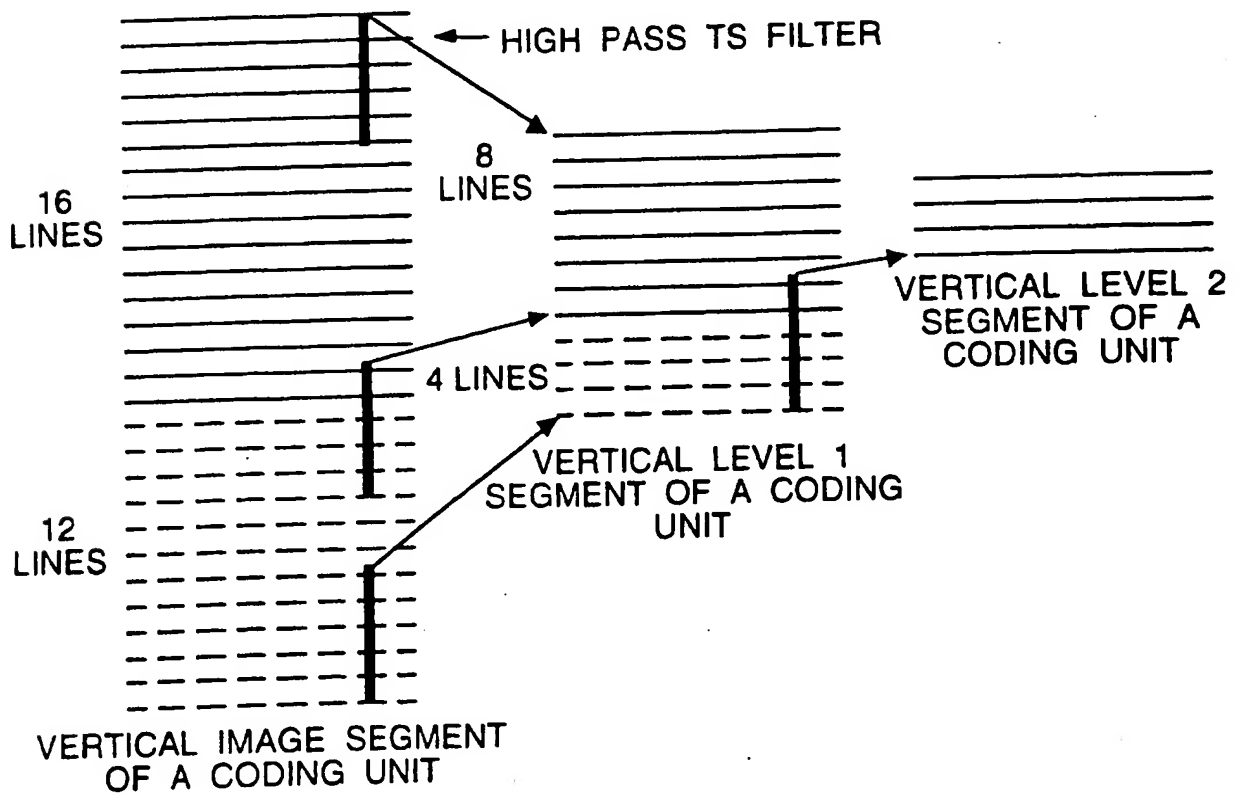 HIGH PASS TS FILTER
16
LINES
8
LINES
4 LINES
12
LINES
VERTICAL LEVEL 2
SEGMENT OF A
CODING UNIT
VERTICAL LEVEL 1
SEGMENT OF A CODING
UNIT
VERTICAL IMAGE SEGMENT
OF A CODING UNIT